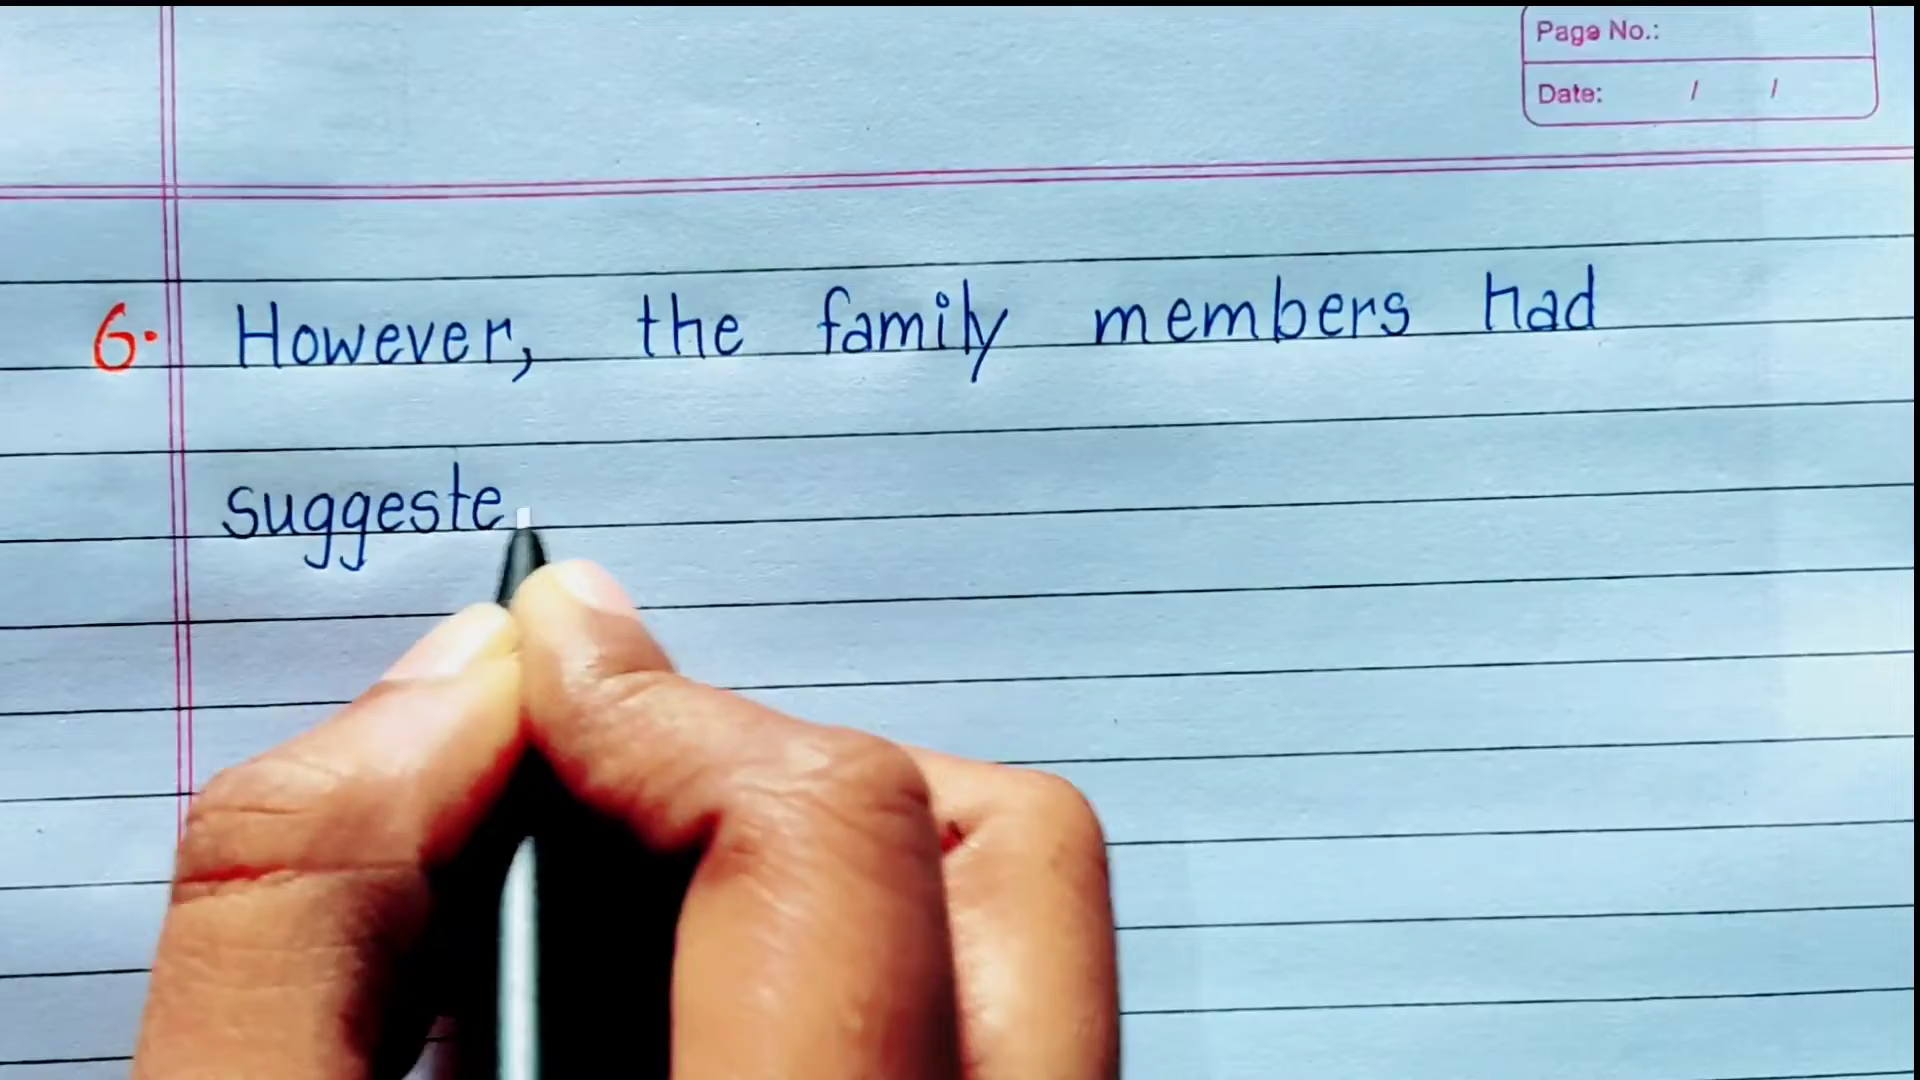 Page No.:
Date: / /
6. However, the family members had
suggeste